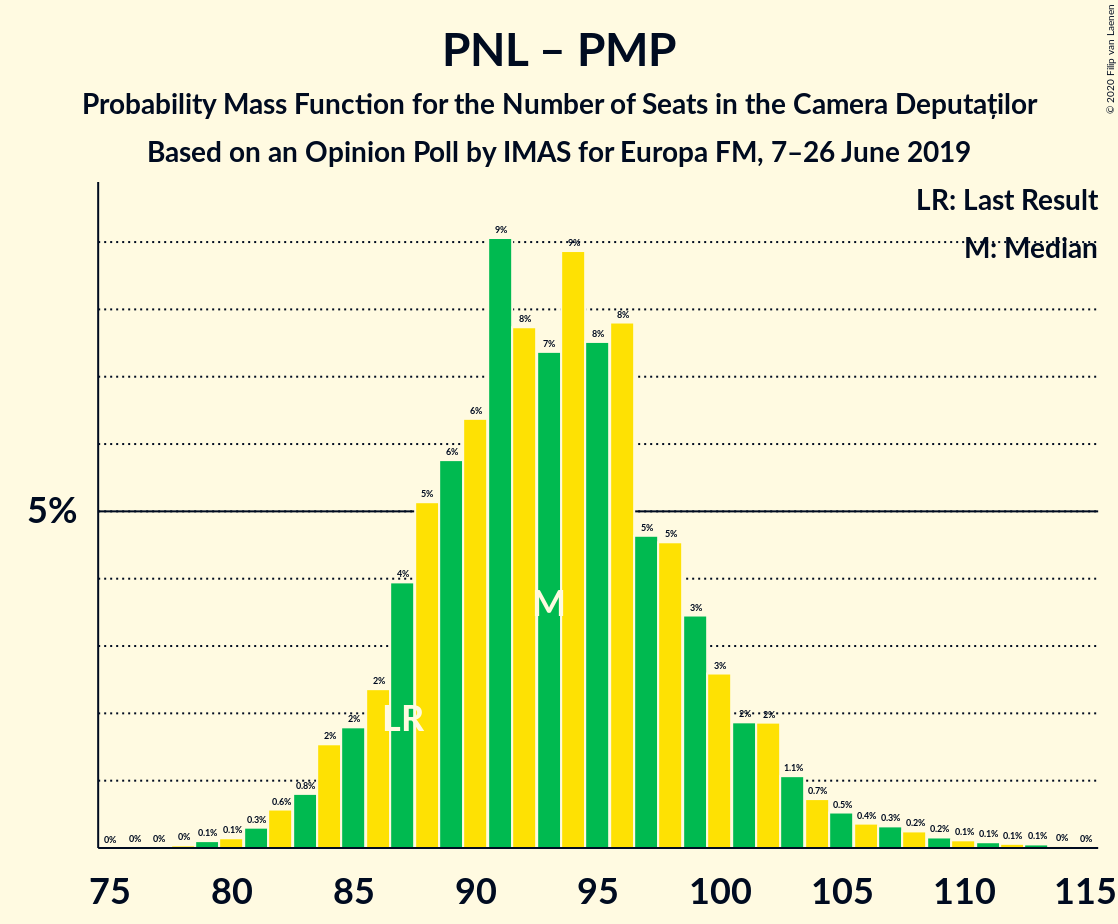 PNL – PMP
Probability Mass Function for the Number of Seats in the Camera Deputaților
Based on an Opinion Poll by IMAS for Europa FM, 7–26 June 2019
© 2020 Filip van Laenen
LR: Last Result
M: Median
5%
0% 0% 0% 0% 0.1% 0.1% 0.3% 0.6% 0.8% 2% 2% 2% 4% 5% 6% 6% 9% 8% 7% 9% 8% 8% 5% 5% 3% 3% 2% 2% 1.1% 0.7% 0.5% 0.4% 0.3% 0.2% 0.2% 0.1% 0.1% 0.1% 0.1% 0% 0%
M
LR
75 80 85 90 95 100 105 110 115